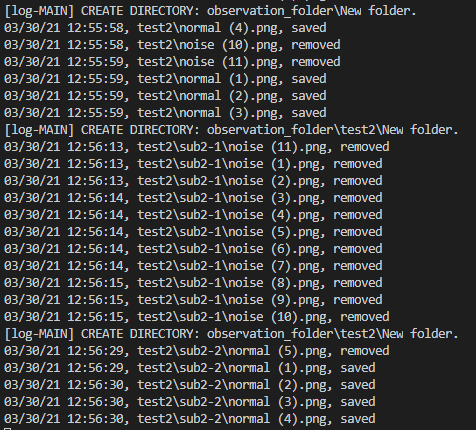 [log-MAIN] CREATE DIRECTORY: observation_folder\New folder.
03/30/21 12:55:58, test2\normal (4).png, saved
03/30/21 12:55:58, test2\noise (10).png, removed
03/30/21 12:55:59, test2\noise (11).png, removed
03/30/21 12:55:59, test2\normal (1).png, saved
03/30/21 12:55:59, test2\normal (2).png, saved
03/30/21 12:55:59, test2\normal (3).png, saved
[log-MAIN] CREATE DIRECTORY: observation_folder\test2\New folder.
03/30/21 12:56:13, test2\sub2-1\noise (11).png, removed
03/30/21 12:56:13, test2\sub2-1\noise (1).png, removed
03/30/21 12:56:13, test2\sub2-1\noise (2).png, removed
03/30/21 12:56:14, test2\sub2-1\noise (3).png, removed
03/30/21 12:56:14, test2\sub2-1\noise (4).png, removed
03/30/21 12:56:14, test2\sub2-1\noise (5).png, removed
03/30/21 12:56:14, test2\sub2-1\noise (6).png, removed
03/30/21 12:56:14, test2\sub2-1\noise (7).png, removed
03/30/21 12:56:15, test2\sub2-1\noise (8).png, removed
03/30/21 12:56:15, test2\sub2-1\noise (9).png, removed
03/30/21 12:56:15, test2\sub2-1\noise (10).png, removed
[log-MAIN] CREATE DIRECTORY: observation_folder\test2\New folder.
03/30/21 12:56:29, test2\sub2-2\normal (5).png, removed
03/30/21 12:56:29, test2\sub2-2\normal (1).png, saved
03/30/21 12:56:30, test2\sub2-2\normal (2).png, saved
03/30/21 12:56:30, test2\sub2-2\normal (3).png, saved
03/30/21 12:56:30, test2\sub2-2\normal (4).png, saved